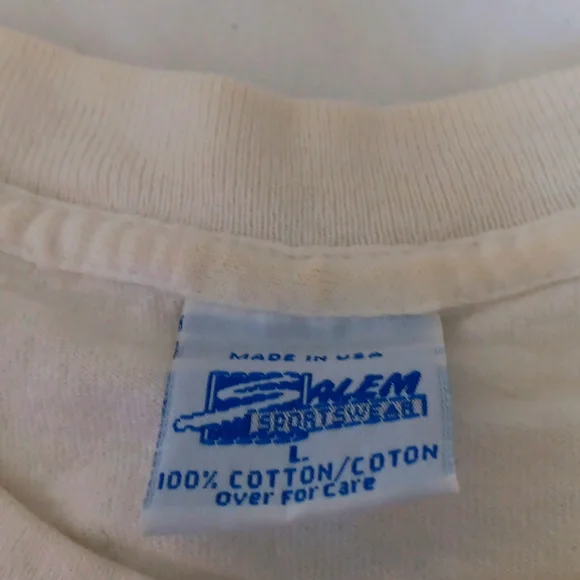 MADE IN USA
SALEM
SPORTSWEAR
L.
100% COTTON/COTON
Over For Care